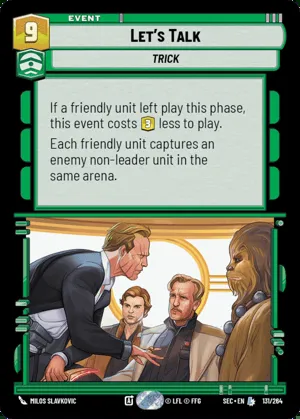 EVENT
9
LET'S TALK
TRICK
If a friendly unit left play this phase,
this event costs 3 less to play.
Each friendly unit captures an
enemy non-leader unit in the
same arena.
MILOS SLAVKOVIC
© LFL © FFG
SEC • EN
131/264